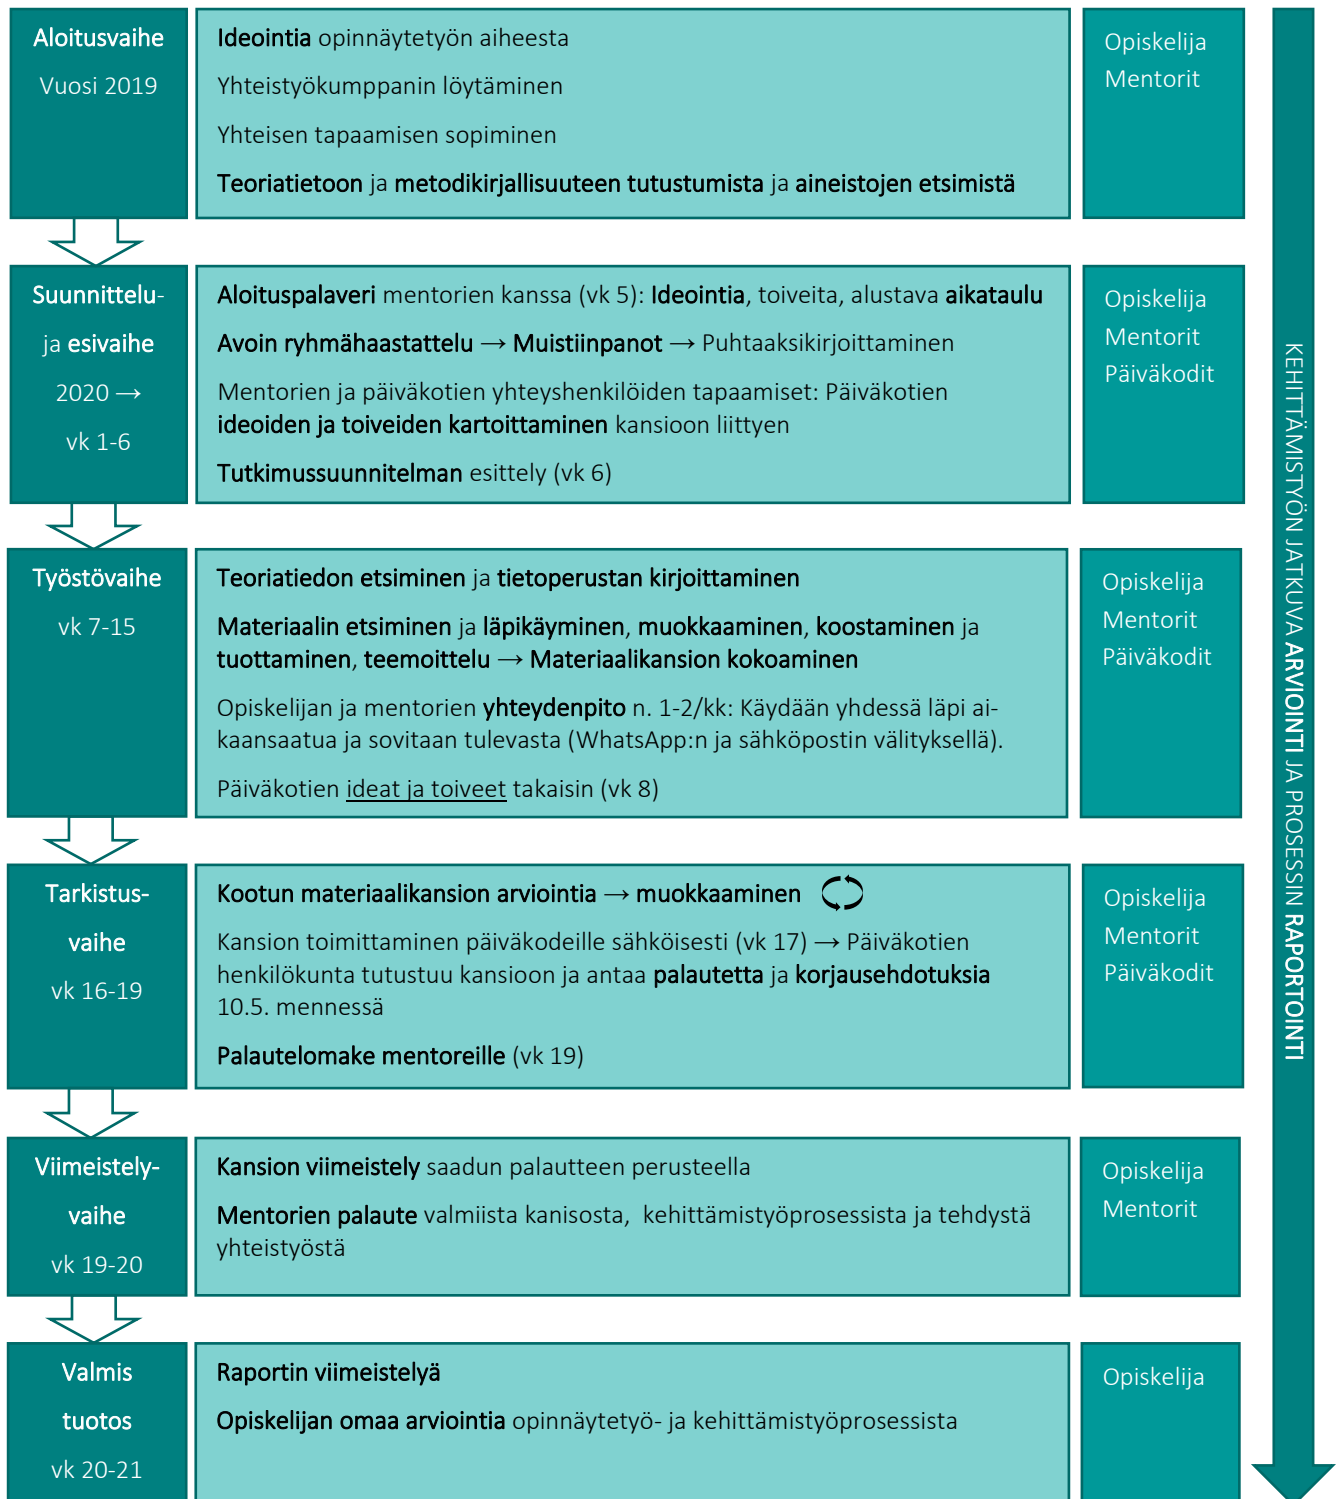 Aloitusvaihe
Vuosi 2019
Ideointia opinnäytetyön aiheesta
Yhteistyökumppanin löytäminen
Yhteisen tapaamisen sopiminen
Teoriatietoon ja metodikirjallisuuteen tutustumista ja aineistojen etsimistä
Opiskelija
Mentorit
Suunnittelu-
ja esivaihe
2020 →
vk 1-6
Aloituspalaveri mentorien kanssa (vk 5): Ideointia, toiveita, alustava aikataulu
Avoin ryhmähaastattelu → Muistiinpanot → Puhtaaksikirjoittaminen
Mentorien ja päiväkotien yhteyshenkilöiden tapaamiset: Päiväkotien
ideoiden ja toiveiden kartoittaminen kansioon liittyen
Tutkimussuunnitelman esittely (vk 6)
Opiskelija
Mentorit
Päiväkodit
Työstövaihe
vk 7-15
Teoriatiedon etsiminen ja tietoperustan kirjoittaminen
Materiaalin etsiminen ja läpikäyminen, muokkaaminen, koostaminen ja
tuottaminen, teemoittelu → Materiaalikansion kokoaminen
Opiskelijan ja mentorien yhteydenpito n. 1-2/kk: Käydään yhdessä läpi ai-
kaansaatua ja sovitaan tulevasta (WhatsApp:n ja sähköpostin välityksellä).
Päiväkotien ideat ja toiveet takaisin (vk 8)
Opiskelija
Mentorit
Päiväkodit
Tarkistus-
vaihe
vk 16-19
Kootun materiaalikansion arviointia → muokkaaminen
Kansion toimittaminen päiväkodeille sähköisesti (vk 17) → Päiväkotien
henkilökunta tutustuu kansioon ja antaa palautetta ja korjausehdotuksia
10.5. mennessä
Palautelomake mentoreille (vk 19)
Opiskelija
Mentorit
Päiväkodit
Viimeistely-
vaihe
vk 19-20
Kansion viimeistely saadun palautteen perusteella
Mentorien palaute valmiista kanisosta, kehittämistyöprosessista ja tehdystä
yhteistyöstä
Opiskelija
Mentorit
Valmis
tuotos
vk 20-21
Raportin viimeistelyä
Opiskelijan omaa arviointia opinnäytetyö- ja kehittämistyöprosessista
Opiskelija
KEHITTÄMISTYÖN JATKUVA ARVIOINTI JA PROSESSIN RAPORTOINTI